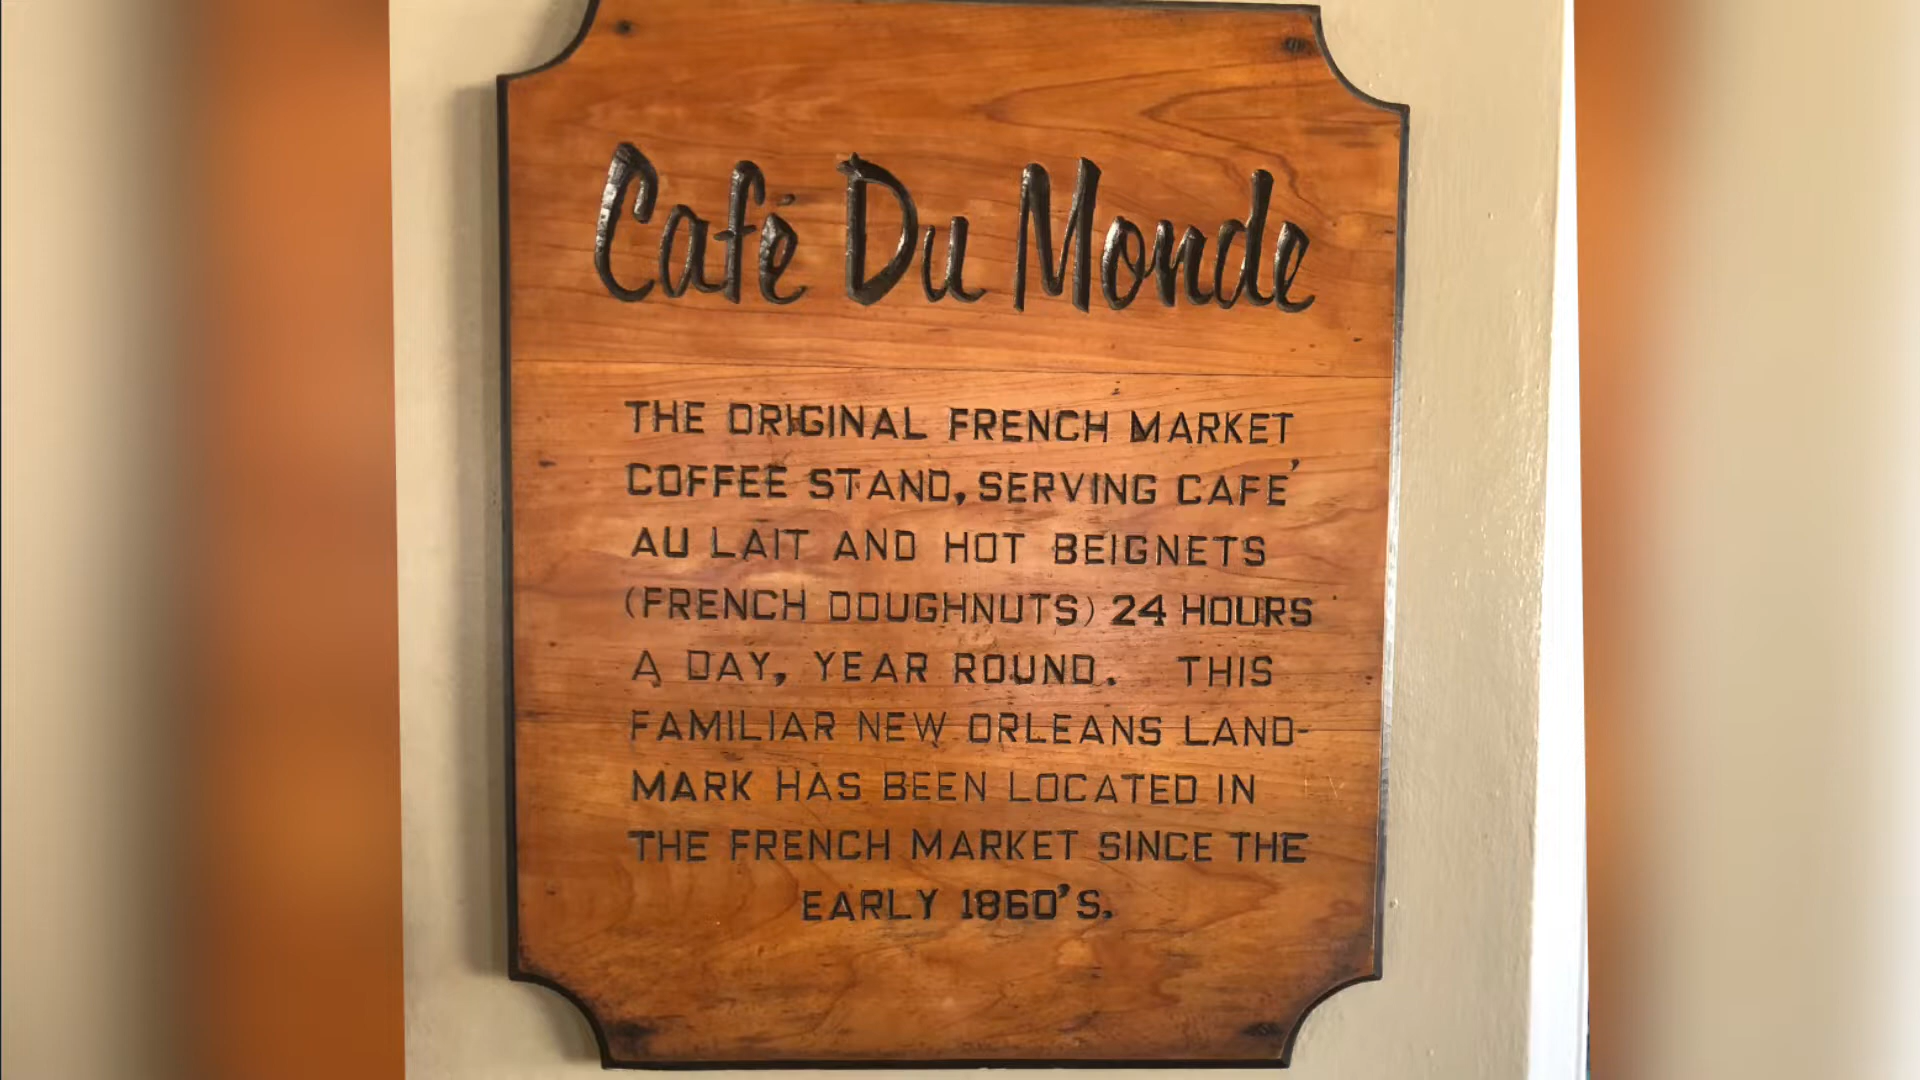 Café Du Monde
THE ORIGINAL FRENCH MARKET
COFFEE STAND, SERVING CAFÉ
AU LAIT AND HOT BEIGNETS
(FRENCH DOUGHNUTS) 24 HOURS
A DAY, YEAR ROUND. THIS
FAMILIAR NEW ORLEANS LAND-
MARK HAS BEEN LOCATED IN
THE FRENCH MARKET SINCE THE
EARLY 1860'S.